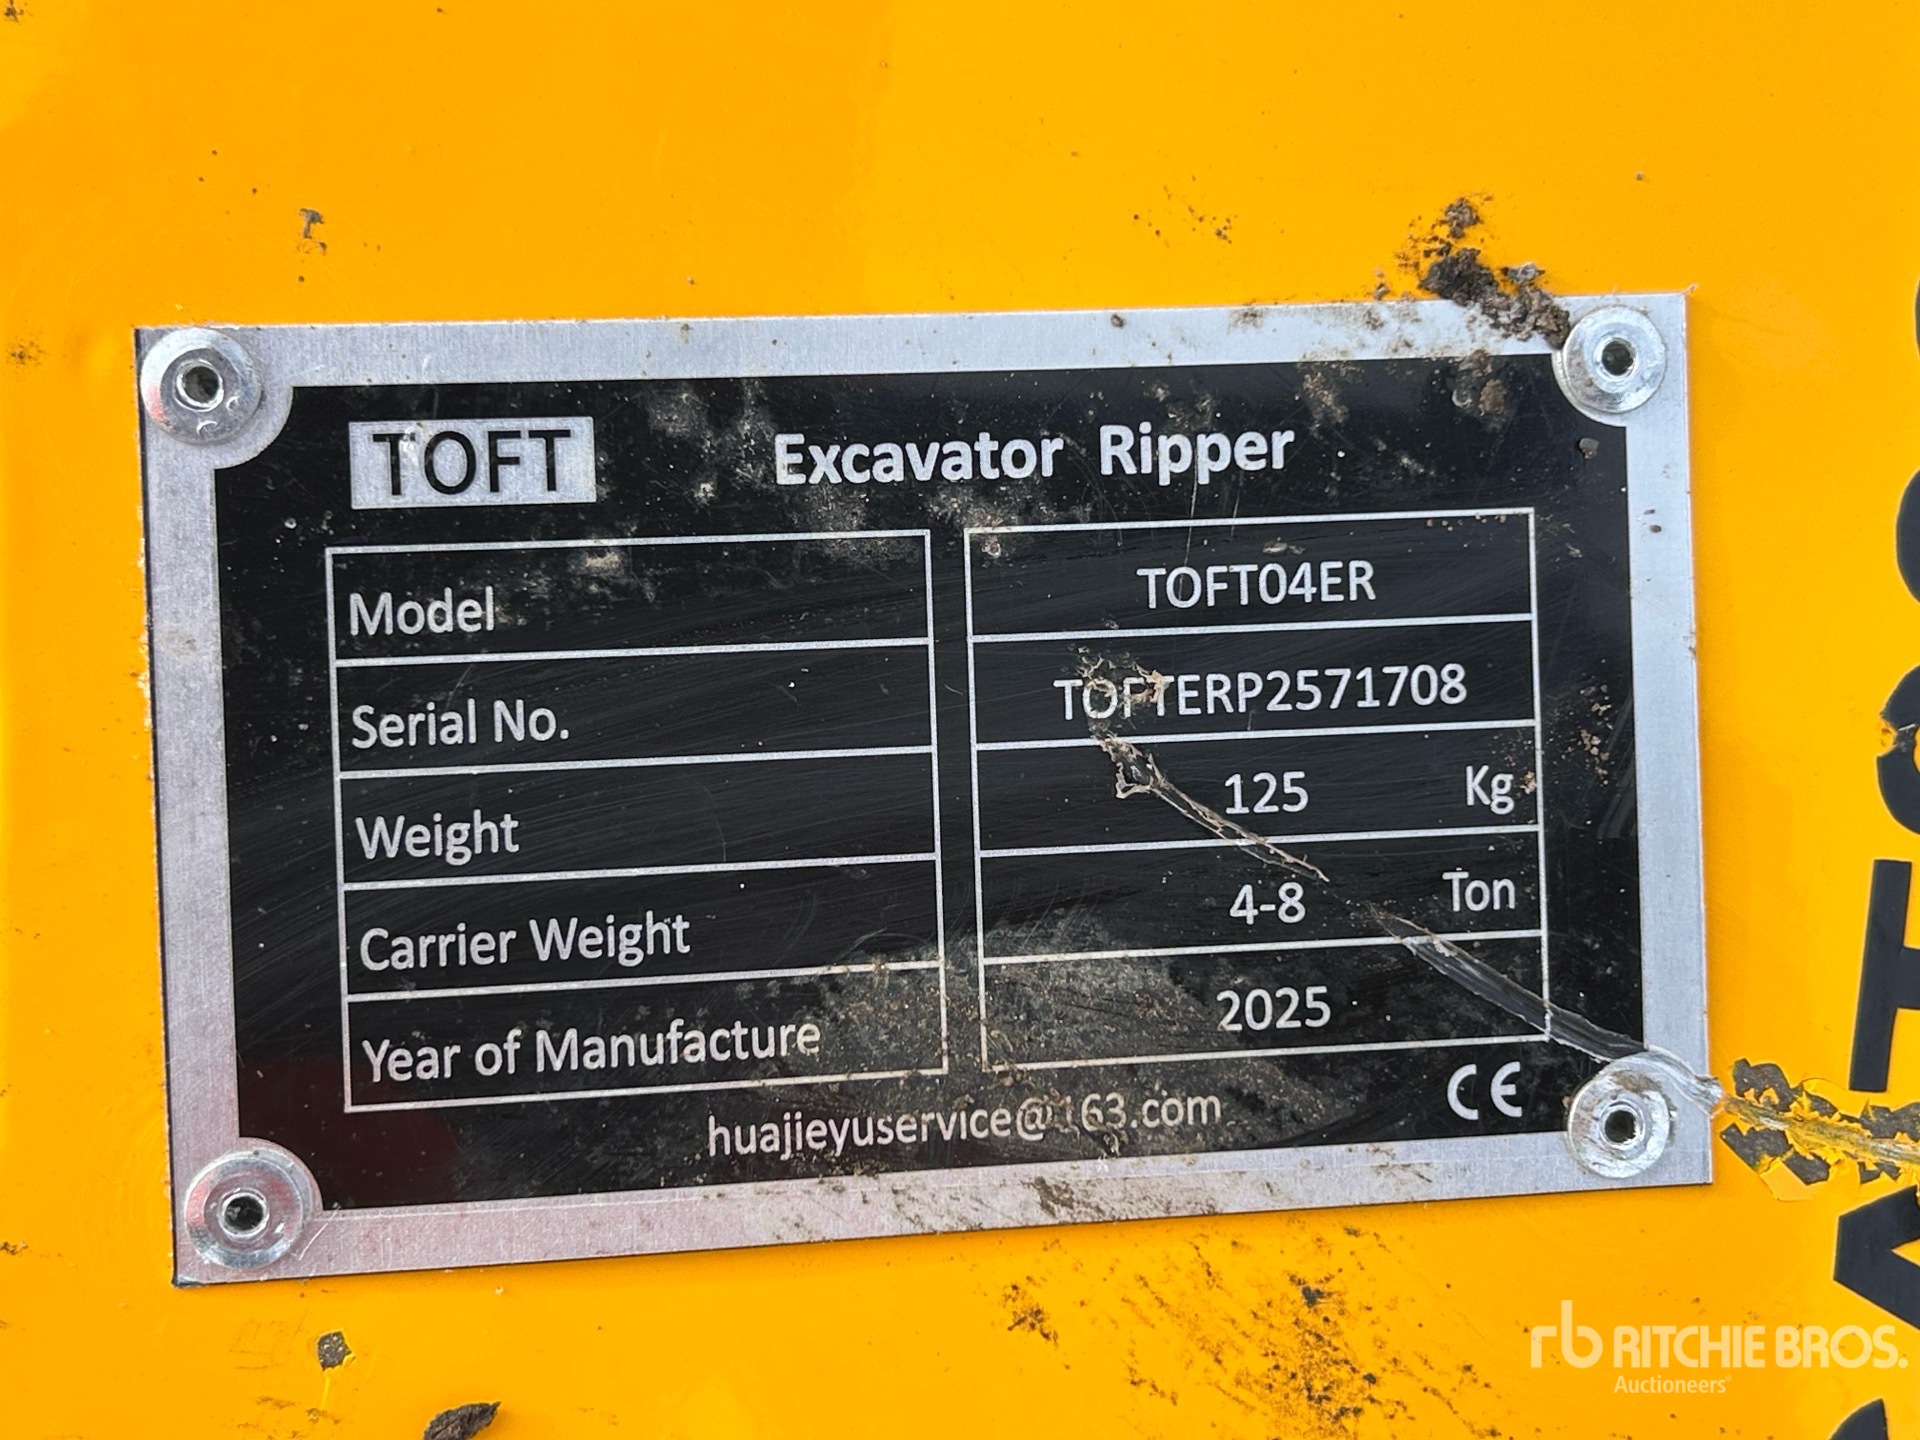 TOFT
Excavator Ripper
Model TOFT04ER
Serial No. TOFTERP2571708
Weight 125 Kg
Carrier Weight 4-8 Ton
Year of Manufacture 2025
huajieyuservice@163.com
CE
rb RITCHIE BROS.
Auctioneers